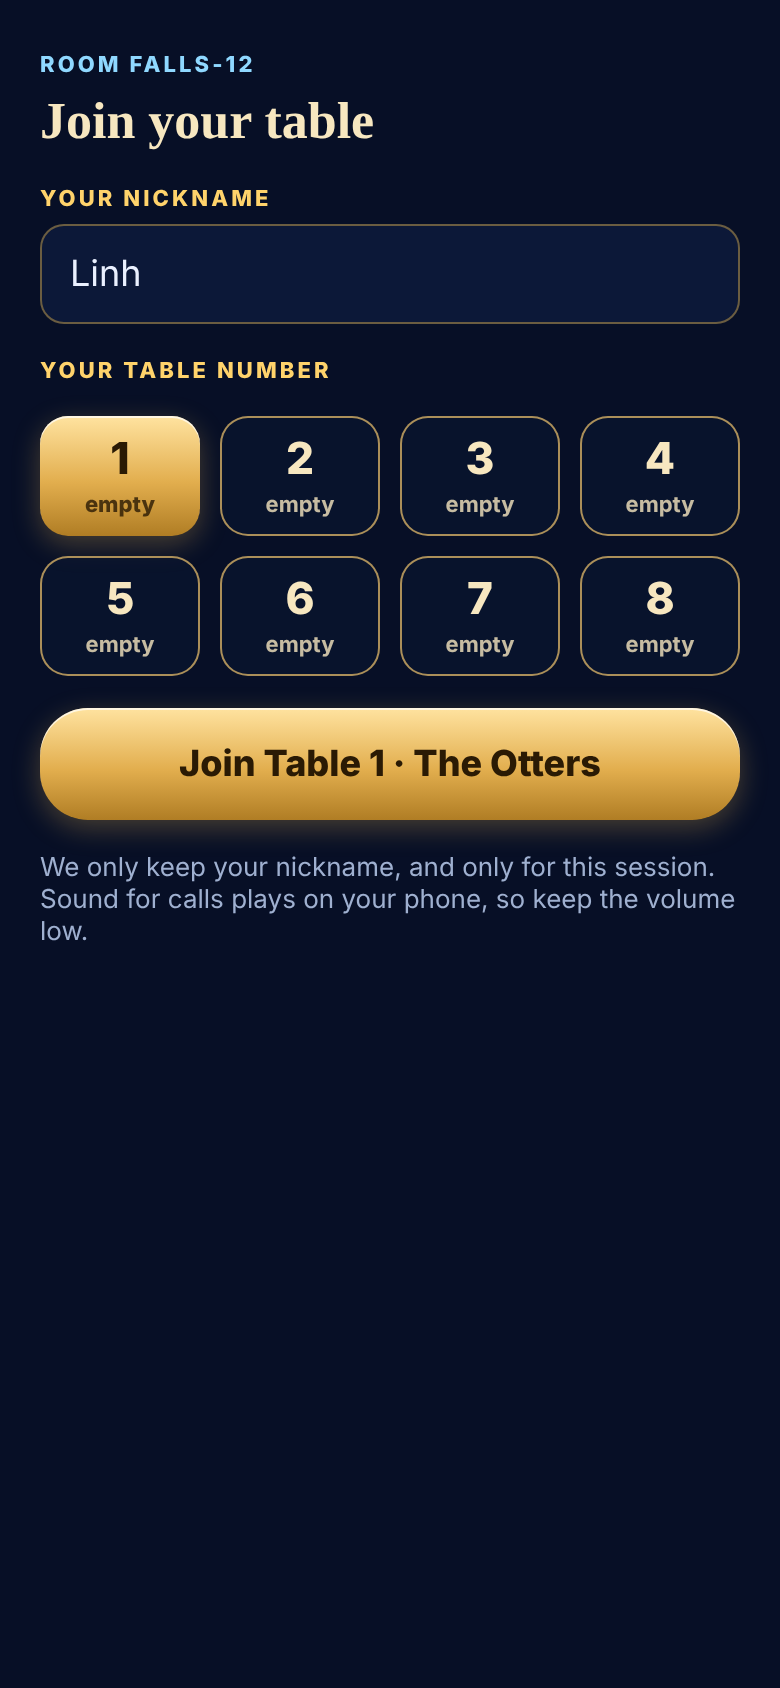 ROOM FALLS-12
Join your table
YOUR NICKNAME
Linh
YOUR TABLE NUMBER
1
empty
2
empty
3
empty
4
empty
5
empty
6
empty
7
empty
8
empty
Join Table 1 · The Otters
We only keep your nickname, and only for this session.
Sound for calls plays on your phone, so keep the volume
low.